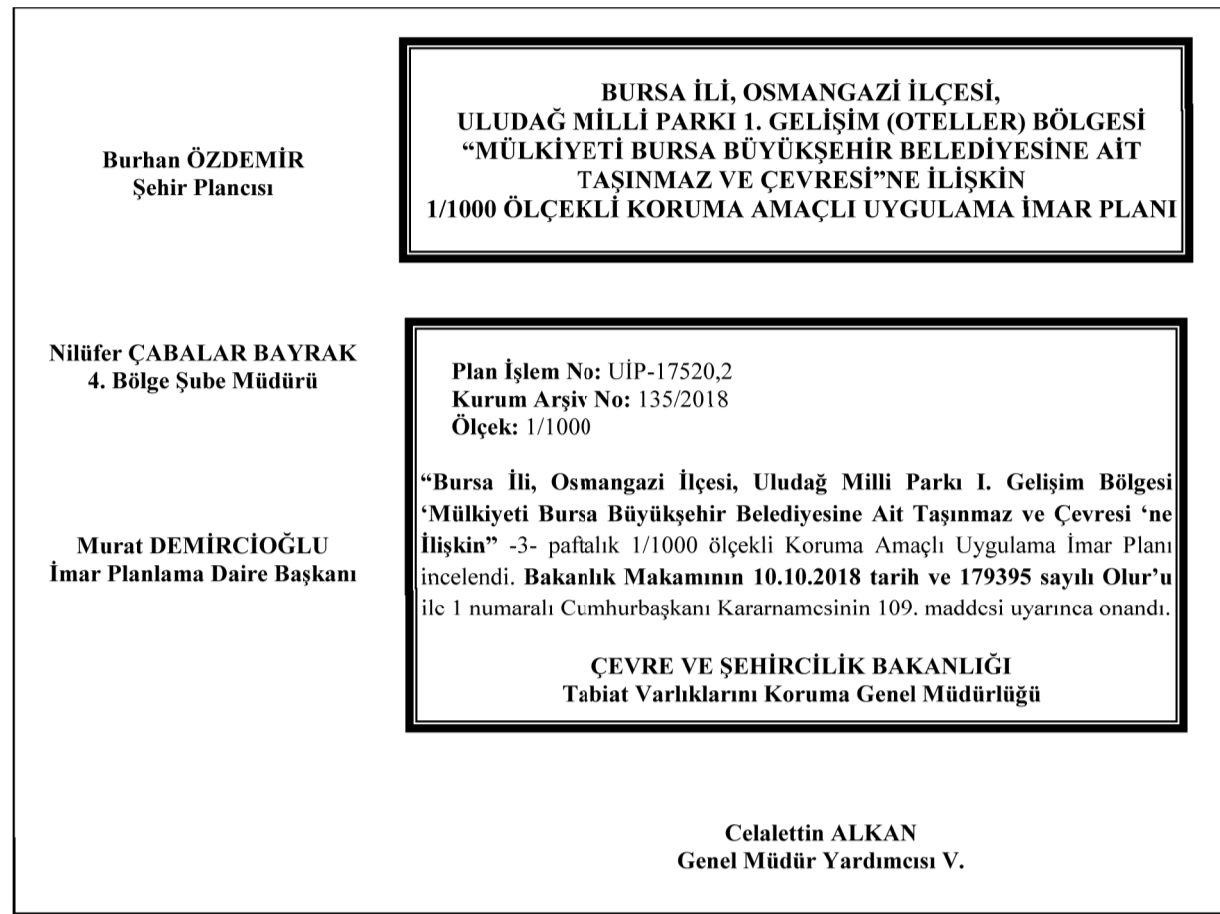 Burhan ÖZDEMİR
Şehir Plancısı
BURSA İLİ, OSMANGAZİ İLÇESİ,
ULUDAĞ MİLLİ PARKI 1. GELİŞİM (OTELLER) BÖLGESİ
“MÜLKİYETİ BURSA BÜYÜKŞEHİR BELEDİYESİNE AİT
TAŞINMAZ VE ÇEVRESİ”NE İLİŞKİN
1/1000 ÖLÇEKLİ KORUMA AMAÇLI UYGULAMA İMAR PLANI
Nilüfer ÇABALAR BAYRAK
4. Bölge Şube Müdürü
Murat DEMİRCİOĞLU
İmar Planlama Daire Başkanı
Plan İşlem No: UİP-17520,2
Kurum Arşiv No: 135/2018
Ölçek: 1/1000
“Bursa İli, Osmangazi İlçesi, Uludağ Milli Parkı I. Gelişim Bölgesi
‘Mülkiyeti Bursa Büyükşehir Belediyesine Ait Taşınmaz ve Çevresi ‘ne
İlişkin” -3- paftalık 1/1000 ölçekli Koruma Amaçlı Uygulama İmar Planı
incelendi. Bakanlık Makamının 10.10.2018 tarih ve 179395 sayılı Olur’u
ile 1 numaralı Cumhurbaşkanı Kararnamesinin 109. maddesi uyarınca onandı.
ÇEVRE VE ŞEHİRCİLİK BAKANLIĞI
Tabiat Varlıklarını Koruma Genel Müdürlüğü
Celalettin ALKAN
Genel Müdür Yardımcısı V.